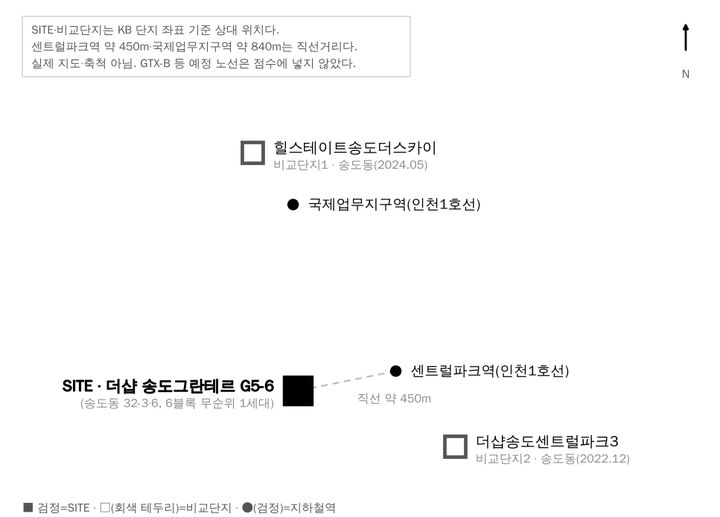 SITE·비교단지는 KB 단지 좌표 기준 상대 위치다.
센트럴파크역 약 450m·국제업무지구역 약 840m는 직선거리다.
실제 지도·축척 아님. GTX-B 등 예정 노선은 점수에 넣지 않았다.
N
힐스테이트송도더스카이
비교단지1 · 송도동(2024.05)
국제업무지구역(인천1호선)
센트럴파크역(인천1호선)
SITE · 더샵 송도그란테르 G5-6
(송도동 32-3·6, 6블록 무순위 1세대)
직선 약 450m
더샵송도센트럴파크3
비교단지2 · 송도동(2022.12)
■ 검정=SITE · □(회색 테두리)=비교단지 · ●(검정)=지하철역